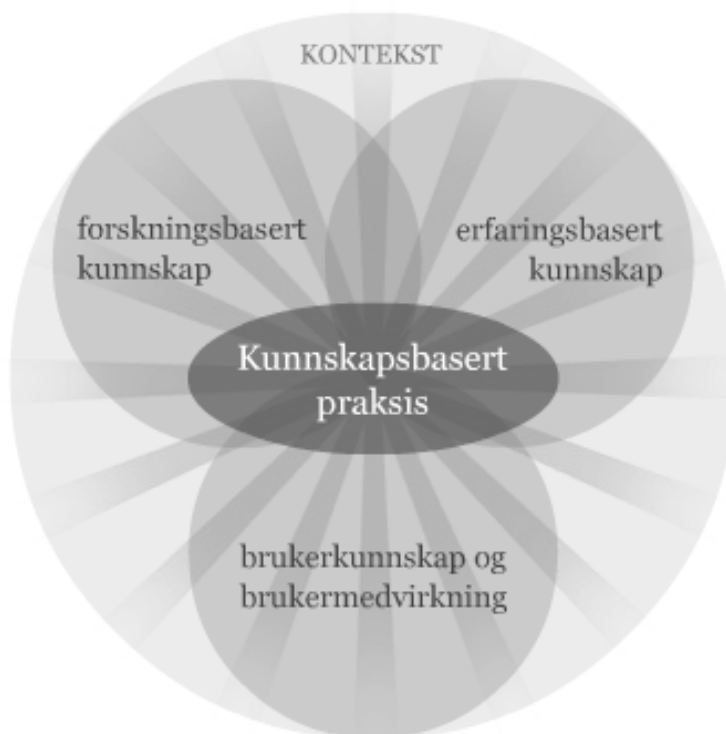 KONTEKST
forskningsbasert
kunnskap
erfaringsbasert
kunnskap
Kunnskapsbasert
praksis
brukerkunnskap og
brukermedvirkning